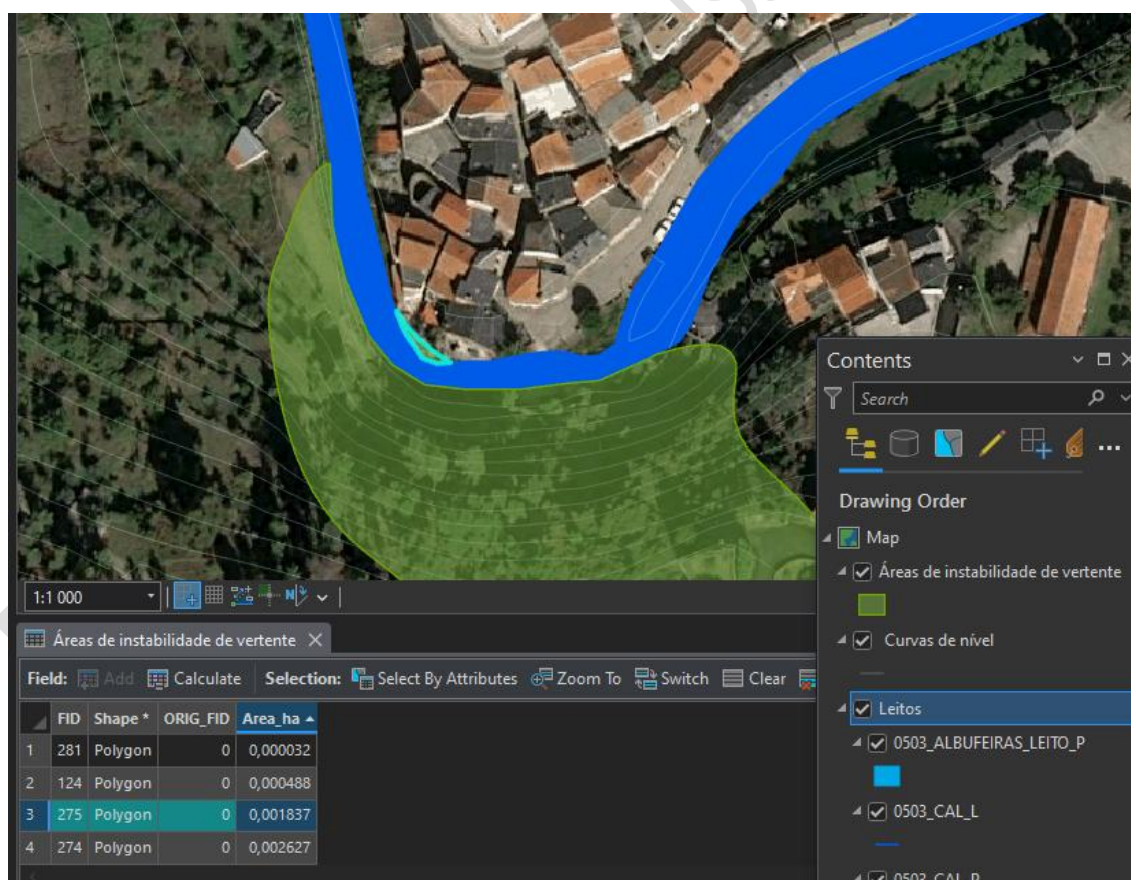 Contents
Search
Drawing Order
Map
Áreas de instabilidade de vertente
Curvas de nível
Leitos
0503_ALBUFEIRAS_LEITO_P
0503_CAL_L
0503_CAL_P
1:1 000
Áreas de instabilidade de vertente
Field: Add Calculate Selection: Select By Attributes Zoom To Switch Clear
FID Shape * ORIG_FID Area_ha
1 281 Polygon 0 0,000032
2 124 Polygon 0 0,000488
3 275 Polygon 0 0,001837
4 274 Polygon 0 0,002627